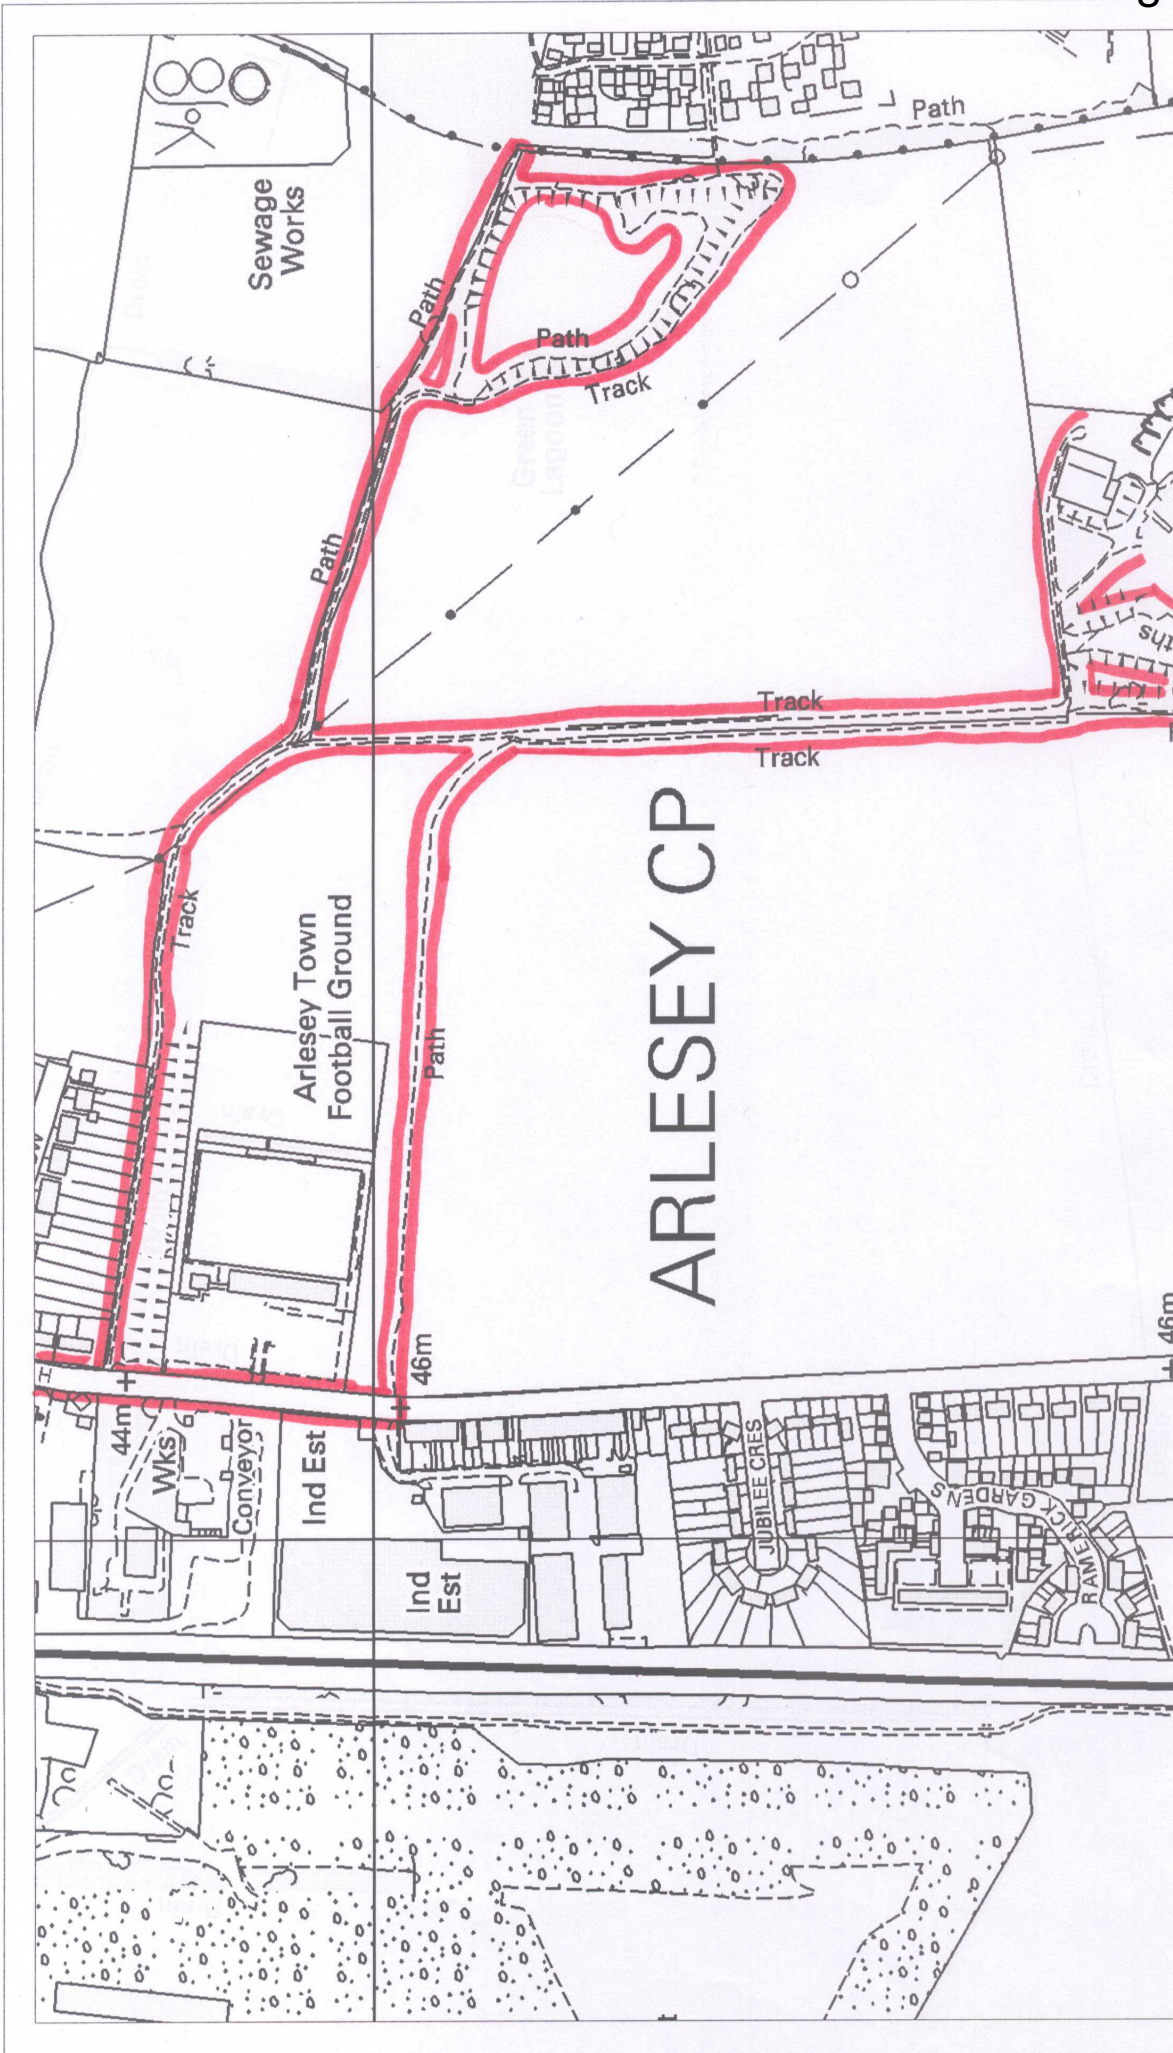 g
Path
Sewage
Works
Path
Path
Track
Path
ths
Track
Track
Track
Arlesey Town
Football Ground
Path
ARLESEY CP
46m
46m
H
44m
Wks
Conveyor
Ind Est
JUBILEE CRES
RAMERICK GARDENS
Ind
Est